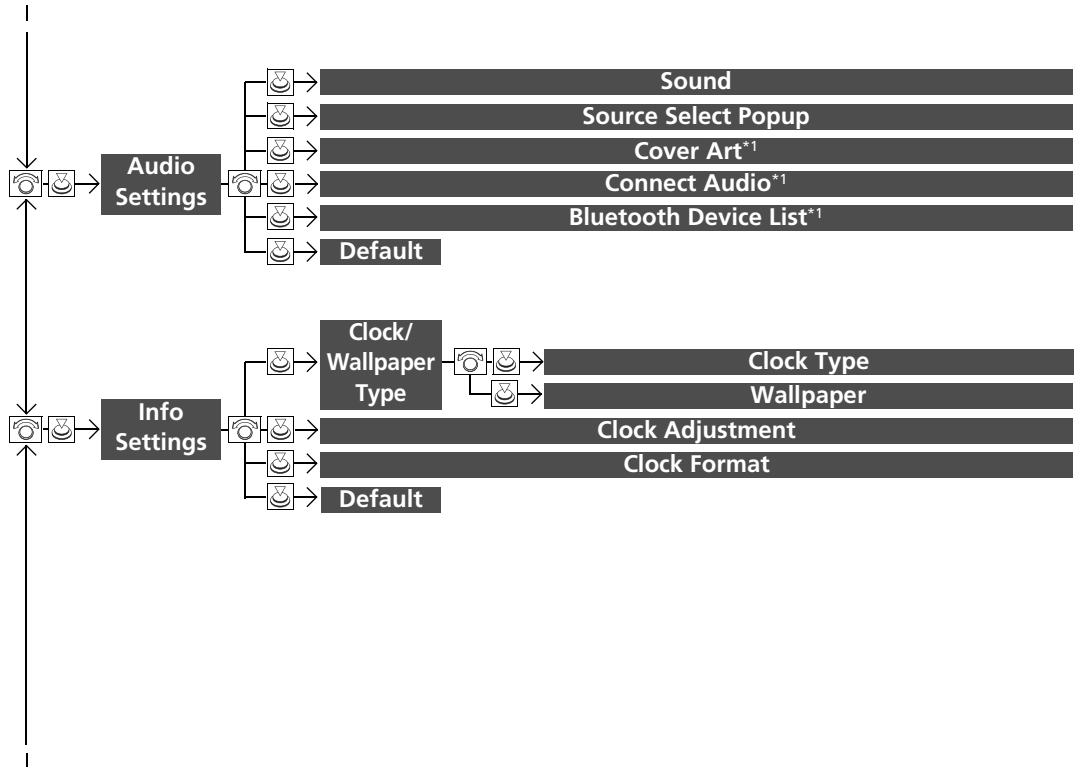 Sound
Source Select Popup
Cover Art*1
Audio
Settings
Connect Audio*1
Bluetooth Device List*1
Default
Clock/
Wallpaper
Type
Clock Type
Wallpaper
Info
Settings
Clock Adjustment
Clock Format
Default